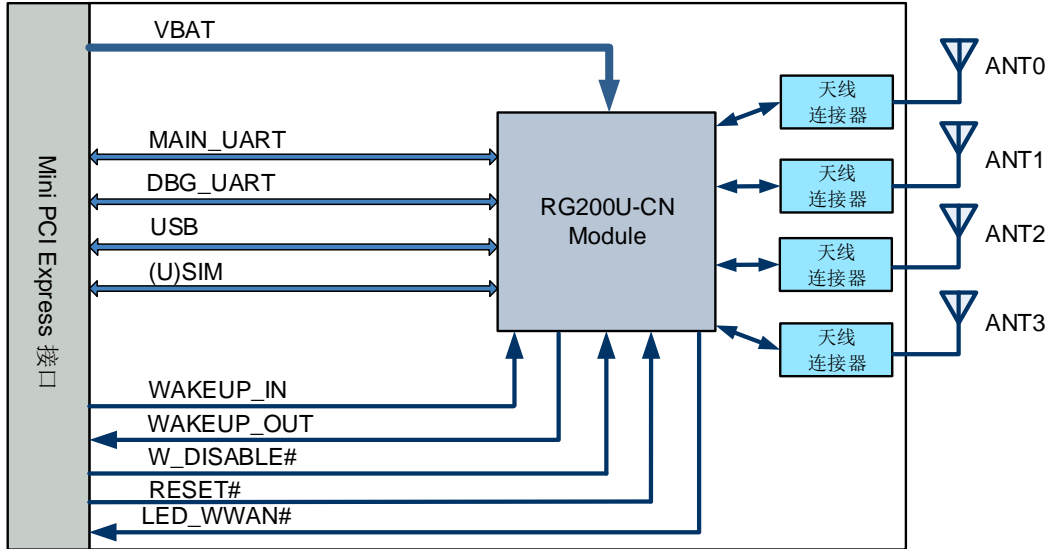 Mini PCI Express 接口
VBAT
MAIN_UART
DBG_UART
USB
(U)SIM
WAKEUP_IN
WAKEUP_OUT
W_DISABLE#
RESET#
LED_WWAN#
RG200U-CN
Module
天线
连接器
ANT0
天线
连接器
ANT1
天线
连接器
ANT2
天线
连接器
ANT3